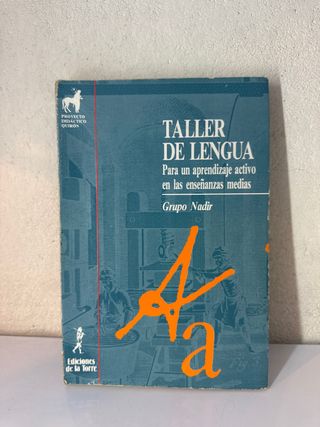 PROYECTO
DIDÁCTICO
QUIRÓN
TALLER
DE LENGUA
Para un aprendizaje activo
en las enseñanzas medias
Grupo Nadir
Aa
Ediciones
de la Torre